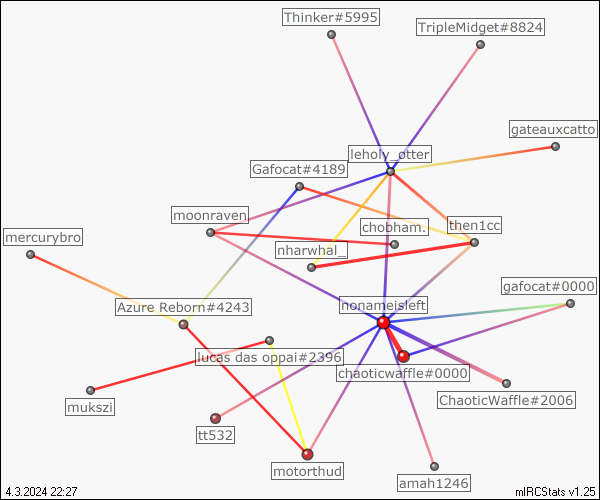 Thinker#5995
TripleMidget#8824
gateauxcatto
leholy_otter
Gafocat#4189
moonraven
chobham.
then1cc
mercurybro
nharwhal_
gafocat#0000
Azure Reborn#4243
nonameisleft
lucas das oppai#2396
chaoticwaffle#0000
ChaoticWaffle#2006
mukszi
tt532
motorthud
amah1246
4.3.2024 22:27
mIRCStats v1.25